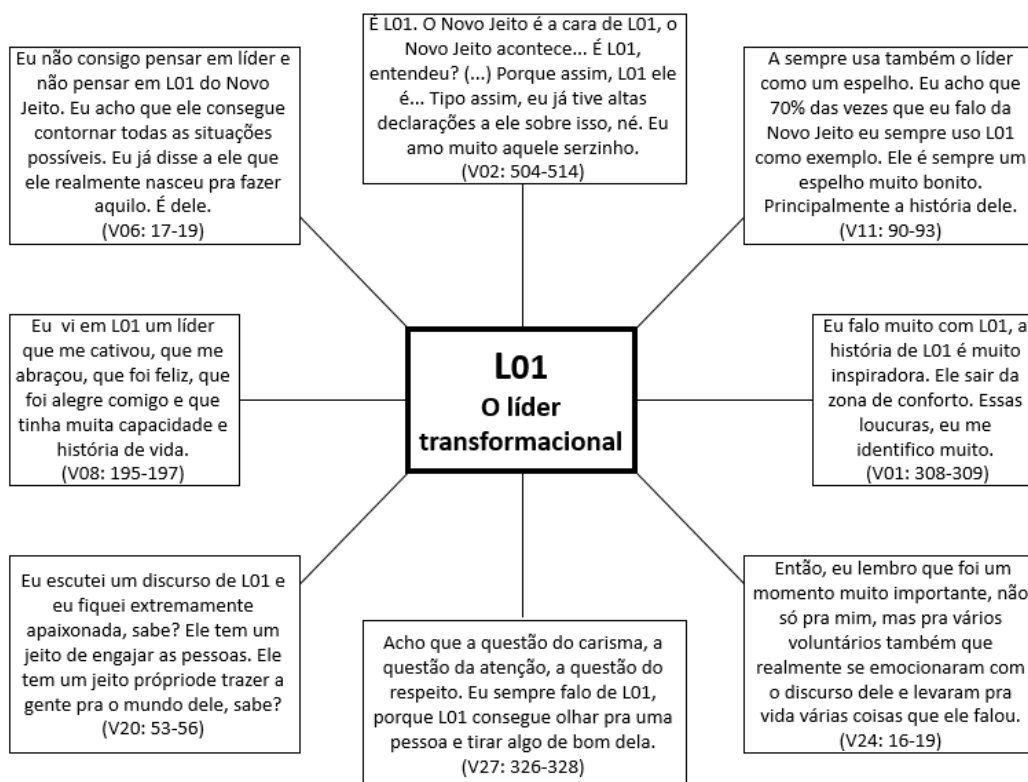 Eu não consigo pensar em líder e
não pensar em L01 do Novo
Jeito. Eu acho que ele consegue
contornar todas as situações
possíveis. Eu já disse a ele que
ele realmente nasceu pra fazer
aquilo. É dele.
(V06: 17-19)
É L01. O Novo Jeito é a cara de L01, o
Novo Jeito acontece... É L01,
entendeu? (...) Porque assim, L01 ele
é... Tipo assim, eu já tive altas
declarações a ele sobre isso, né. Eu
amo muito aquele serzinho.
(V02: 504-514)
A sempre usa também o líder
como um espelho. Eu acho que
70% das vezes que eu falo da
Novo Jeito eu sempre uso L01
como exemplo. Ele é sempre um
espelho muito bonito.
Principalmente a história dele.
(V11: 90-93)
Eu vi em L01 um líder
que me cativou, que me
abraçou, que foi feliz, que
foi alegre comigo e que
tinha muita capacidade e
história de vida.
(V08: 195-197)
L01
O líder
transformacional
Eu falo muito com L01, a
história de L01 é muito
inspiradora. Ele sair da
zona de conforto. Essas
loucuras, eu me
identifico muito.
(V01: 308-309)
Eu escutei um discurso de L01 e
eu fiquei extremamente
apaixonada, sabe? Ele tem um
jeito de engajar as pessoas. Ele
tem um jeito própriode trazer a
gente pra o mundo dele, sabe?
(V20: 53-56)
Acho que a questão do carisma, a
questão da atenção, a questão do
respeito. Eu sempre falo de L01,
porque L01 consegue olhar pra uma
pessoa e tirar algo de bom dela.
(V27: 326-328)
Então, eu lembro que foi um
momento muito importante, não
só pra mim, mas pra vários
voluntários também que
realmente se emocionaram com
o discurso dele e levaram pra
vida várias coisas que ele falou.
(V24: 16-19)